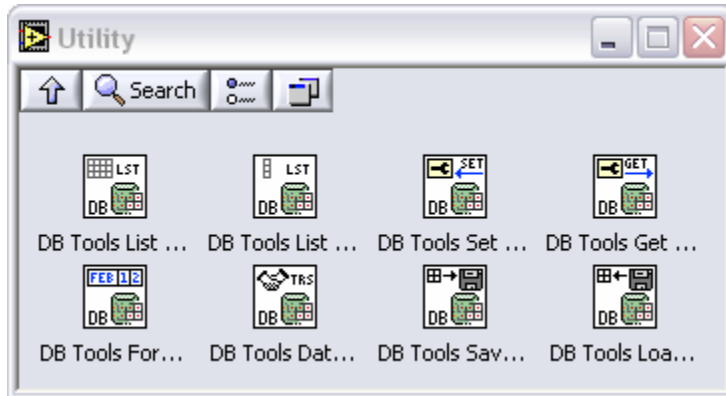 Utility
Search
LST
DB
LST
DB
SET
DB
GET
DB
DB Tools List ...
DB Tools List ...
DB Tools Set ...
DB Tools Get ...
FEB 12
DB
TRS
DB
DB
DB
DB Tools For...
DB Tools Dat...
DB Tools Sav...
DB Tools Loa...